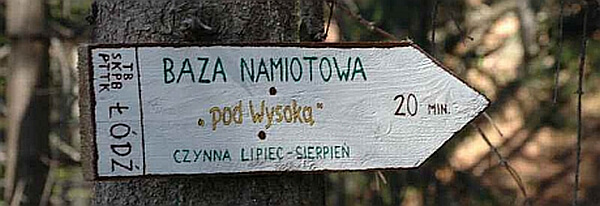 TB
SKPB
PTTK
ŁÓDŹ
BAZA NAMIOTOWA
„pod Wysoką"
CZYNNA LIPIEC-SIERPIEŃ
20 MIN.